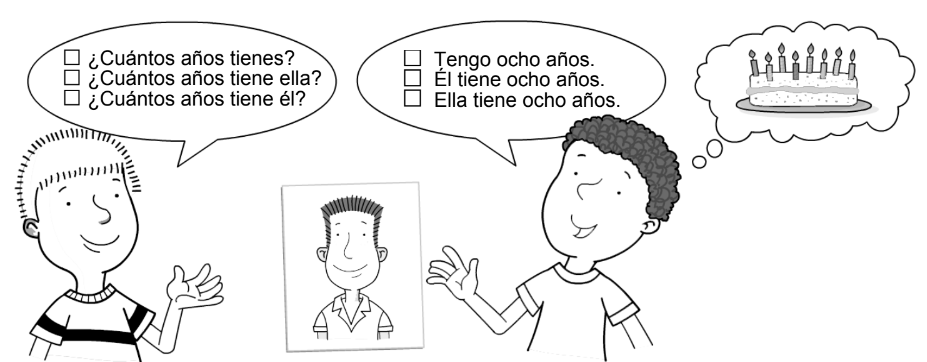 ¿Cuántos años tienes?
¿Cuántos años tiene ella?
¿Cuántos años tiene él?
Tengo ocho años.
Él tiene ocho años.
Ella tiene ocho años.